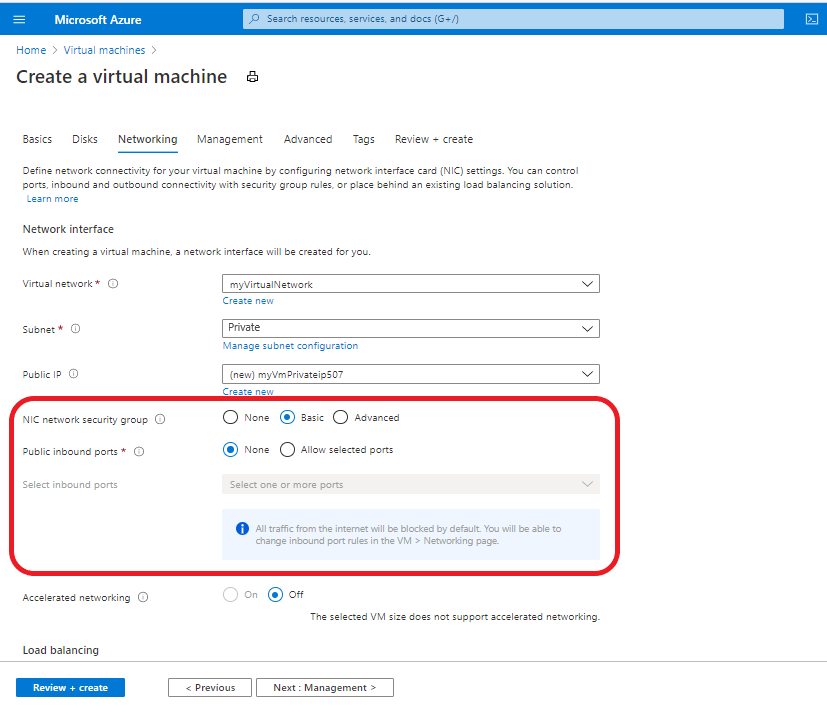 Microsoft Azure
Search resources, services, and docs (G+/)
Home > Virtual machines >
Create a virtual machine
Basics Disks Networking Management Advanced Tags Review + create
Define network connectivity for your virtual machine by configuring network interface card (NIC) settings. You can control
ports, inbound and outbound connectivity with security group rules, or place behind an existing load balancing solution.
Learn more
Network interface
When creating a virtual machine, a network interface will be created for you.
Virtual network * myVirtualNetwork
Create new
Subnet * Private
Manage subnet configuration
Public IP (new) myVmPrivateip507
Create new
NIC network security group None Basic Advanced
Public inbound ports * None Allow selected ports
Select inbound ports Select one or more ports
All traffic from the internet will be blocked by default. You will be able to
change inbound port rules in the VM > Networking page.
Accelerated networking On Off
The selected VM size does not support accelerated networking.
Load balancing
Review + create < Previous Next : Management >